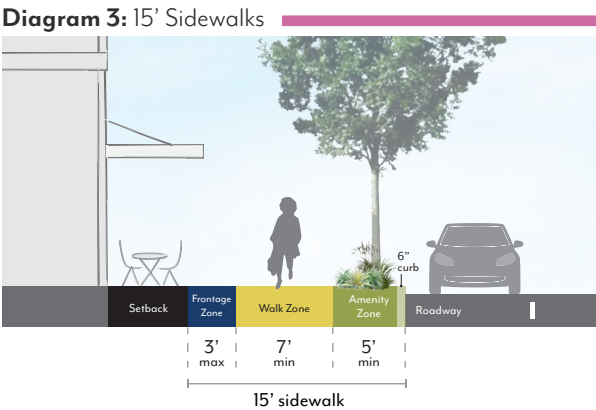 Diagram 3: 15’ Sidewalks
6”
curb
Setback
Frontage
Zone
Walk Zone
Amenity
Zone
Roadway
3’
max
7’
min
5’
min
15’ sidewalk